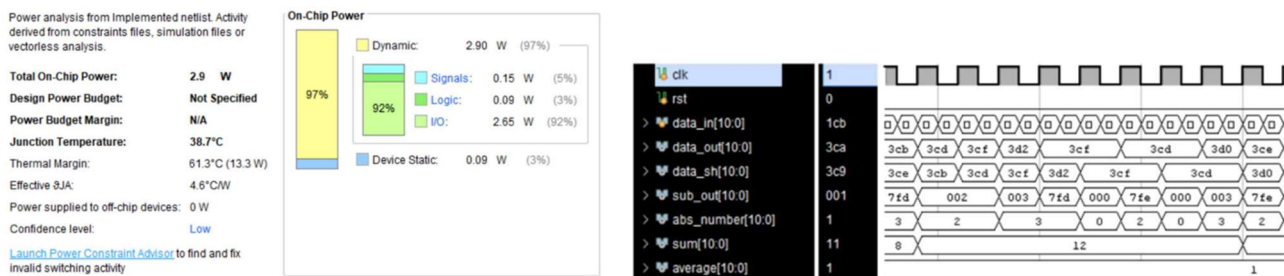 Power analysis from Implemented netlist. Activity
derived from constraints files, simulation files or
vectorless analysis.
Total On-Chip Power: 2.9 W
Design Power Budget: Not Specified
Power Budget Margin: N/A
Junction Temperature: 38.7°C
Thermal Margin: 61.3°C (13.3 W)
Effective ϑJA: 4.6°C/W
Power supplied to off-chip devices: 0 W
Confidence level: Low
Launch Power Constraint Advisor to find and fix
invalid switching activity
On-Chip Power
Dynamic: 2.90 W (97%)
Signals: 0.15 W (5%)
Logic: 0.09 W (3%)
I/O: 2.65 W (92%)
97%
92%
Device Static: 0.09 W (3%)
clk 1
rst 0
data_in[10:0] 1cb
data_out[10:0] 3ca 3cb 3cd 3cf 3d2 3cf 3cd 3d0 3ce
data_sh[10:0] 3c9 3ce 3cb 3cd 3cf 3d2 3cf 3cd 3d0
sub_out[10:0] 001 7fd 002 003 7fd 000 7fe 000 003 7fe
abs_number[10:0] 1 3 2 3 0 2 0 3 2
sum[10:0] 11 8 12
average[10:0] 1 1